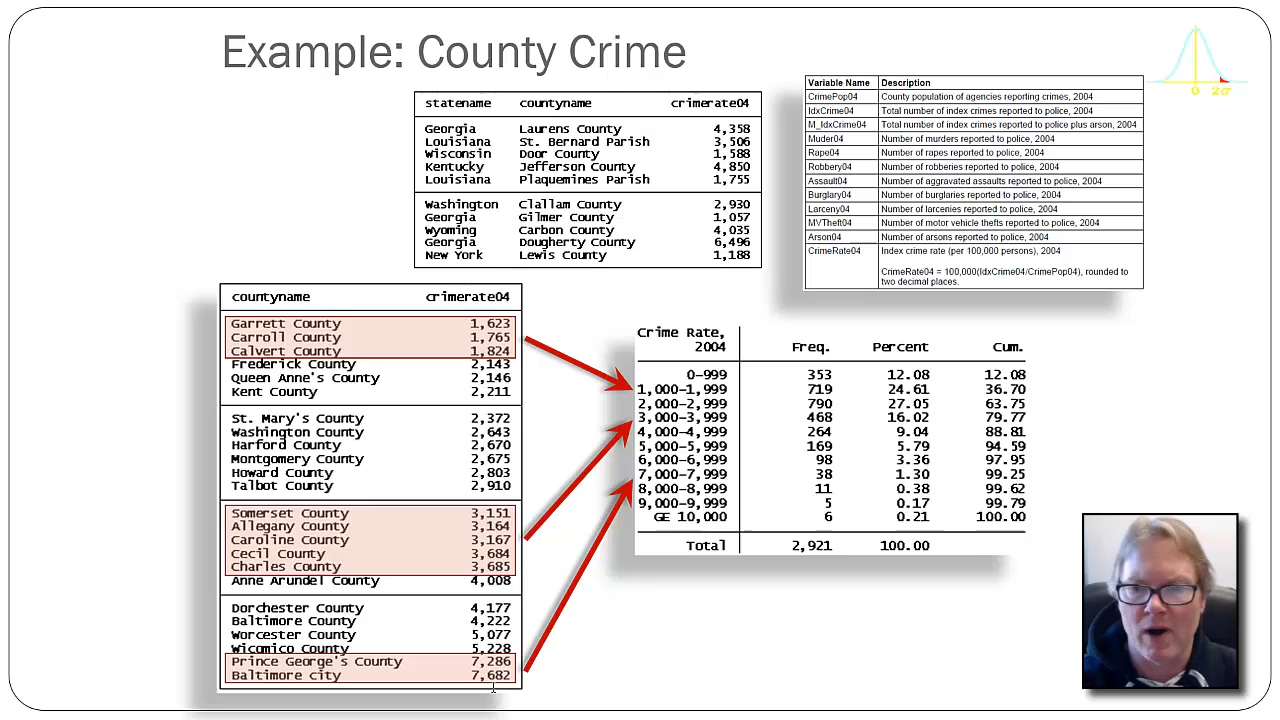 Example: County Crime
0 2σ
statename countyname crimerate04
Georgia Laurens County 4,358
Louisiana St. Bernard Parish 3,506
Wisconsin Door County 1,588
Kentucky Jefferson County 4,850
Louisiana Plaquemines Parish 1,755
Washington Clallam County 2,930
Georgia Gilmer County 1,057
Wyoming Carbon County 4,035
Georgia Dougherty County 6,496
New York Lewis County 1,188
Variable Name Description
CrimePop04 County population of agencies reporting crimes, 2004
IdxCrime04 Total number of index crimes reported to police, 2004
M_IdxCrime04 Total number of index crimes reported to police plus arson, 2004
Muder04 Number of murders reported to police, 2004
Rape04 Number of rapes reported to police, 2004
Robbery04 Number of robberies reported to police, 2004
Assault04 Number of aggravated assaults reported to police, 2004
Burglary04 Number of burglaries reported to police, 2004
Larceny04 Number of larcenies reported to police, 2004
MVTheft04 Number of motor vehicle thefts reported to police, 2004
Arson04 Number of arsons reported to police, 2004
CrimeRate04 Index crime rate (per 100,000 persons), 2004
CrimeRate04 = 100,000(IdxCrime04/CrimePop04), rounded to
two decimal places.
countyname crimerate04
Garrett County 1,623
Carroll County 1,765
Calvert County 1,824
Frederick County 2,143
Queen Anne's County 2,146
Kent County 2,211
St. Mary's County 2,372
Washington County 2,643
Harford County 2,670
Montgomery County 2,675
Howard County 2,803
Talbot County 2,910
Somerset County 3,151
Allegany County 3,164
Caroline County 3,167
Cecil County 3,684
Charles County 3,685
Anne Arundel County 4,008
Dorchester County 4,177
Baltimore County 4,222
Worcester County 5,077
Wicomico County 5,228
Prince George's County 7,286
Baltimore city 7,682
Crime Rate,
2004 Freq. Percent Cum.
0-999 353 12.08 12.08
1,000-1,999 719 24.61 36.70
2,000-2,999 790 27.05 63.75
3,000-3,999 468 16.02 79.77
4,000-4,999 264 9.04 88.81
5,000-5,999 169 5.79 94.59
6,000-6,999 98 3.36 97.95
7,000-7,999 38 1.30 99.25
8,000-8,999 11 0.38 99.62
9,000-9,999 5 0.17 99.79
GE 10,000 6 0.21 100.00
Total 2,921 100.00